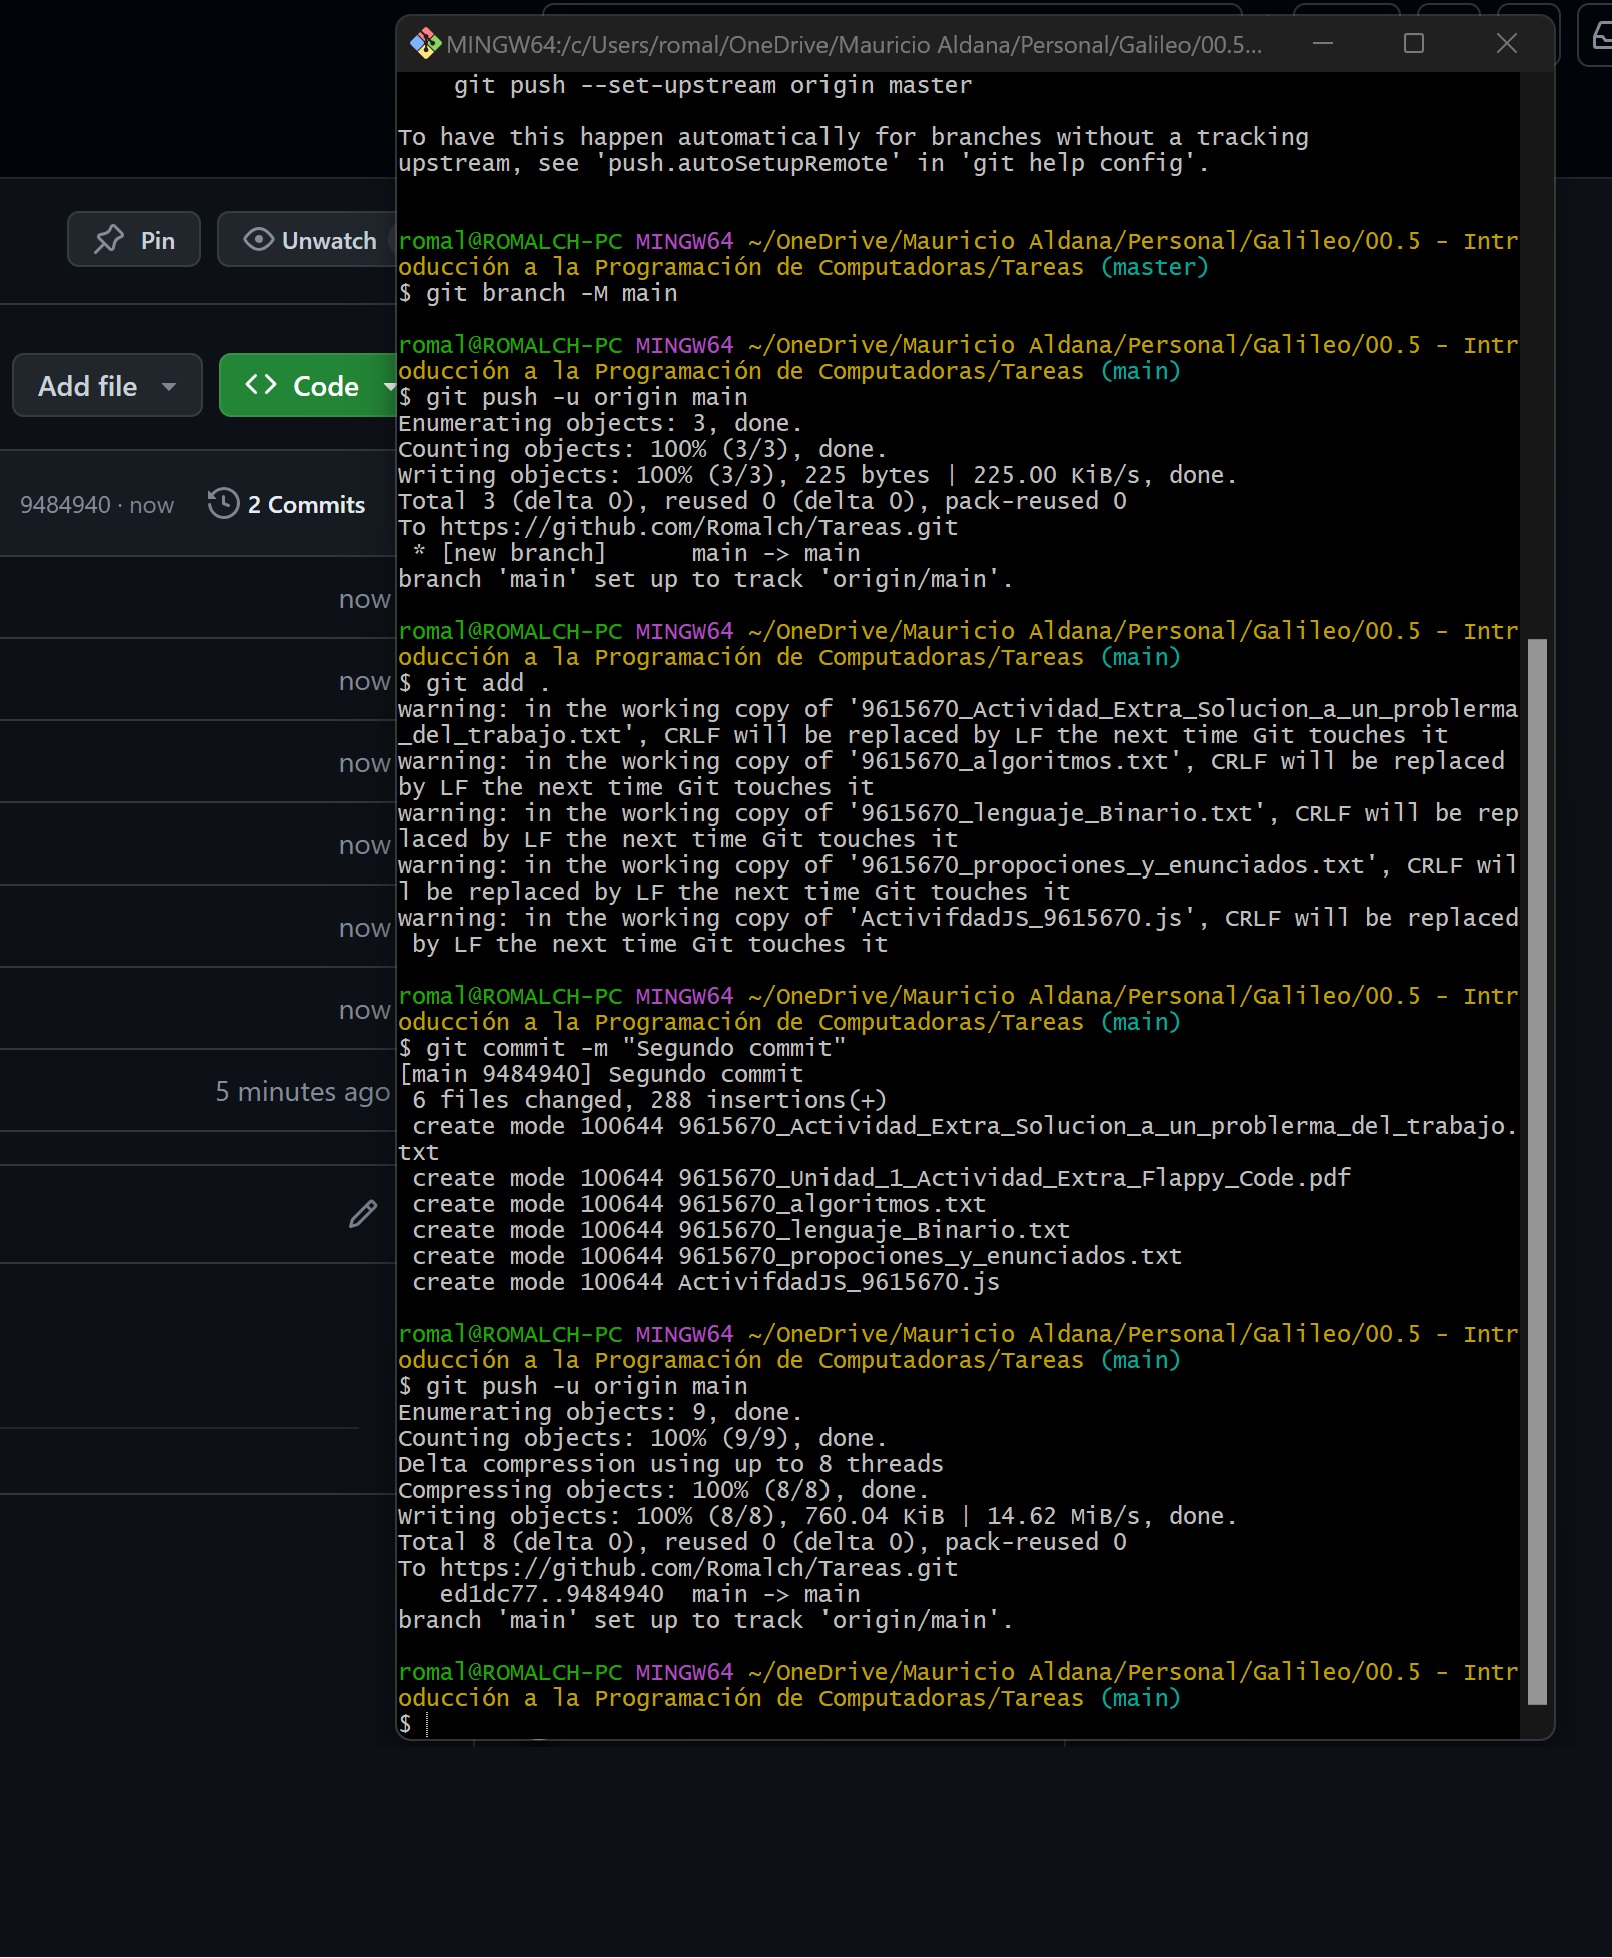 MINGW64:/c/Users/romal/OneDrive/Mauricio Aldana/Personal/Galileo/00.5...
    git push --set-upstream origin master
To have this happen automatically for branches without a tracking
upstream, see 'push.autoSetupRemote' in 'git help config'.
Pin
Unwatch
Add file
Code
9484940 · now
2 Commits
now
now
now
now
now
now
5 minutes ago
romal@ROMALCH-PC MINGW64 ~/OneDrive/Mauricio Aldana/Personal/Galileo/00.5 - Intr
oducción a la Programación de Computadoras/Tareas (master)
$ git branch -M main
romal@ROMALCH-PC MINGW64 ~/OneDrive/Mauricio Aldana/Personal/Galileo/00.5 - Intr
oducción a la Programación de Computadoras/Tareas (main)
$ git push -u origin main
Enumerating objects: 3, done.
Counting objects: 100% (3/3), done.
Writing objects: 100% (3/3), 225 bytes | 225.00 KiB/s, done.
Total 3 (delta 0), reused 0 (delta 0), pack-reused 0
To https://github.com/Romalch/Tareas.git
 * [new branch]      main -> main
branch 'main' set up to track 'origin/main'.
romal@ROMALCH-PC MINGW64 ~/OneDrive/Mauricio Aldana/Personal/Galileo/00.5 - Intr
oducción a la Programación de Computadoras/Tareas (main)
$ git add .
warning: in the working copy of '9615670_Actividad_Extra_Solucion_a_un_problerma
_del_trabajo.txt', CRLF will be replaced by LF the next time Git touches it
warning: in the working copy of '9615670_algoritmos.txt', CRLF will be replaced
by LF the next time Git touches it
warning: in the working copy of '9615670_lenguaje_Binario.txt', CRLF will be rep
laced by LF the next time Git touches it
warning: in the working copy of '9615670_propociones_y_enunciados.txt', CRLF wil
l be replaced by LF the next time Git touches it
warning: in the working copy of 'ActivifdadJS_9615670.js', CRLF will be replaced
 by LF the next time Git touches it
romal@ROMALCH-PC MINGW64 ~/OneDrive/Mauricio Aldana/Personal/Galileo/00.5 - Intr
oducción a la Programación de Computadoras/Tareas (main)
$ git commit -m "Segundo commit"
[main 9484940] Segundo commit
 6 files changed, 288 insertions(+)
 create mode 100644 9615670_Actividad_Extra_Solucion_a_un_problerma_del_trabajo.
txt
 create mode 100644 9615670_Unidad_1_Actividad_Extra_Flappy_Code.pdf
 create mode 100644 9615670_algoritmos.txt
 create mode 100644 9615670_lenguaje_Binario.txt
 create mode 100644 9615670_propociones_y_enunciados.txt
 create mode 100644 ActivifdadJS_9615670.js
romal@ROMALCH-PC MINGW64 ~/OneDrive/Mauricio Aldana/Personal/Galileo/00.5 - Intr
oducción a la Programación de Computadoras/Tareas (main)
$ git push -u origin main
Enumerating objects: 9, done.
Counting objects: 100% (9/9), done.
Delta compression using up to 8 threads
Compressing objects: 100% (8/8), done.
Writing objects: 100% (8/8), 760.04 KiB | 14.62 MiB/s, done.
Total 8 (delta 0), reused 0 (delta 0), pack-reused 0
To https://github.com/Romalch/Tareas.git
   ed1dc77..9484940  main -> main
branch 'main' set up to track 'origin/main'.
romal@ROMALCH-PC MINGW64 ~/OneDrive/Mauricio Aldana/Personal/Galileo/00.5 - Intr
oducción a la Programación de Computadoras/Tareas (main)
$